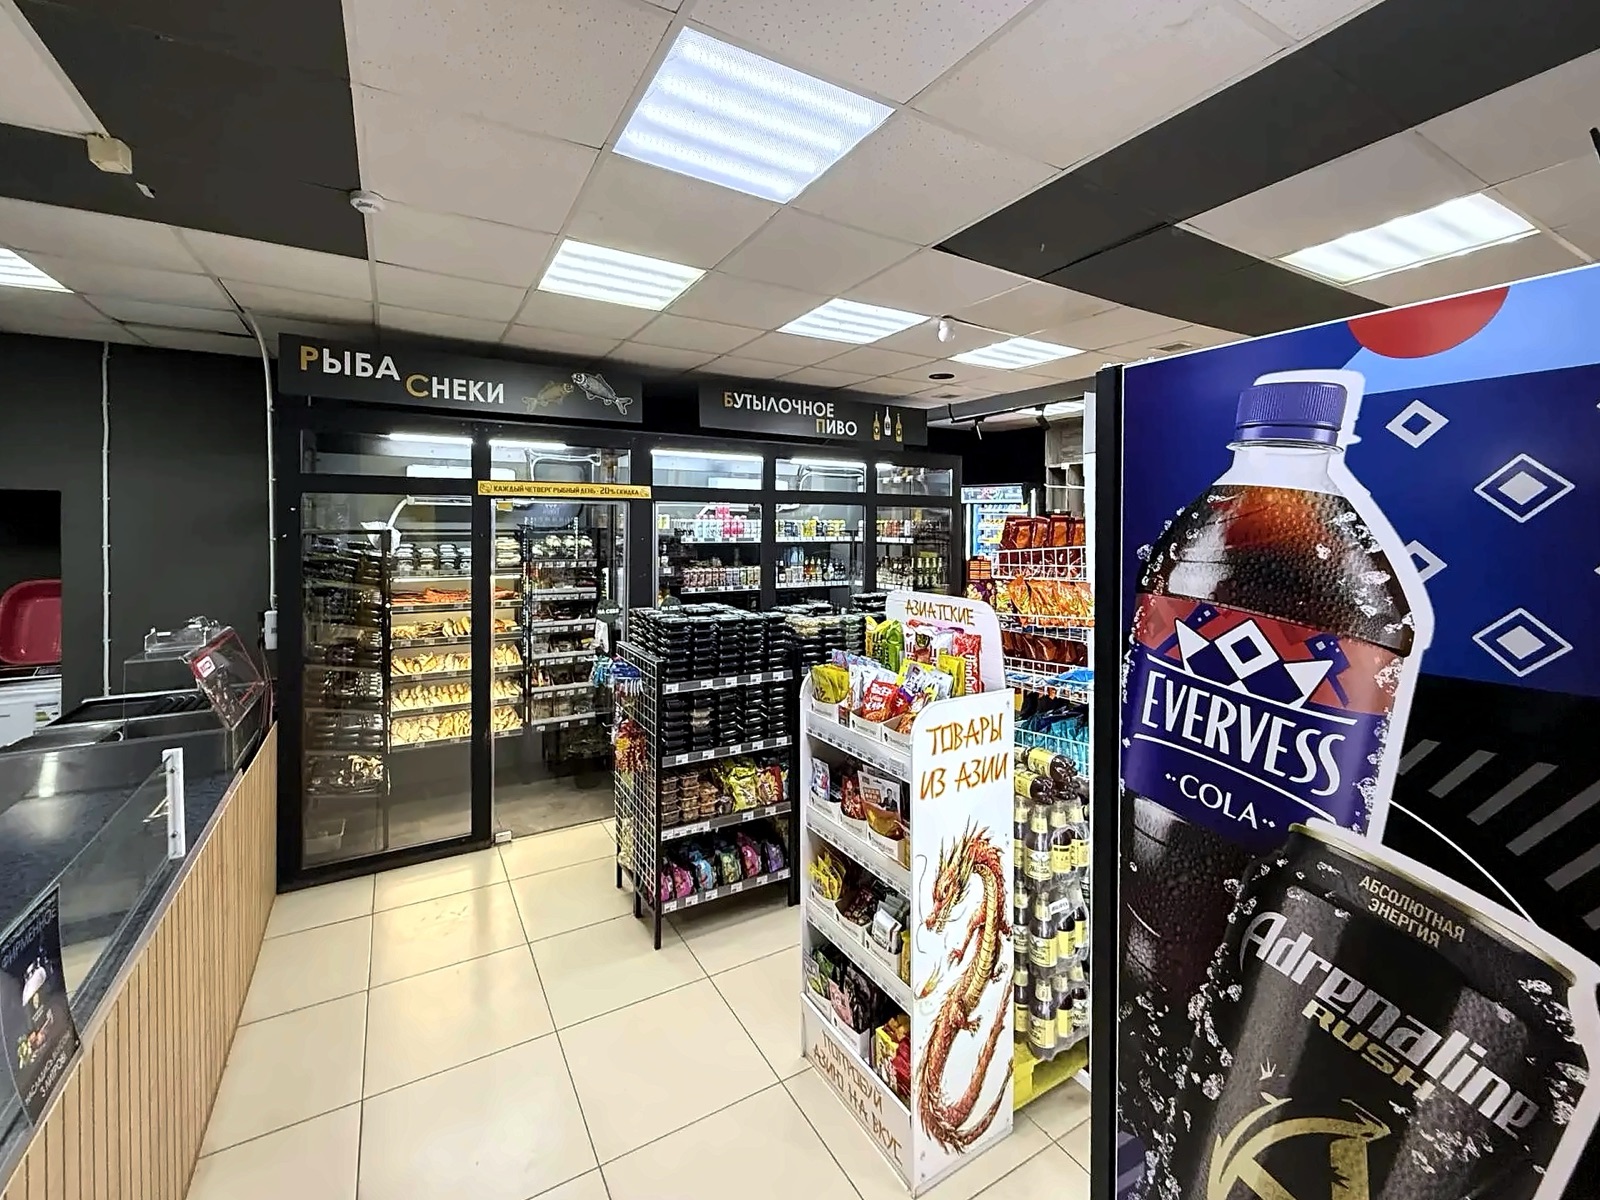 РЫБА
СНЕКИ
БУТЫЛОЧНОЕ
ПИВО
КАЖДЫЙ ЧЕТВЕРГ РЫБНЫЙ ДЕНЬ - 20% СКИДКА
АЗИАТСКИЕ
ТОВАРЫ
ИЗ АЗИИ
ПОПРОБУЙ
АЗИЮ НА ВКУС
EVERVESS
COLA
АБСОЛЮТНАЯ
ЭНЕРГИЯ
Adrenaline
RUSH
ФИРМЕННОЕ